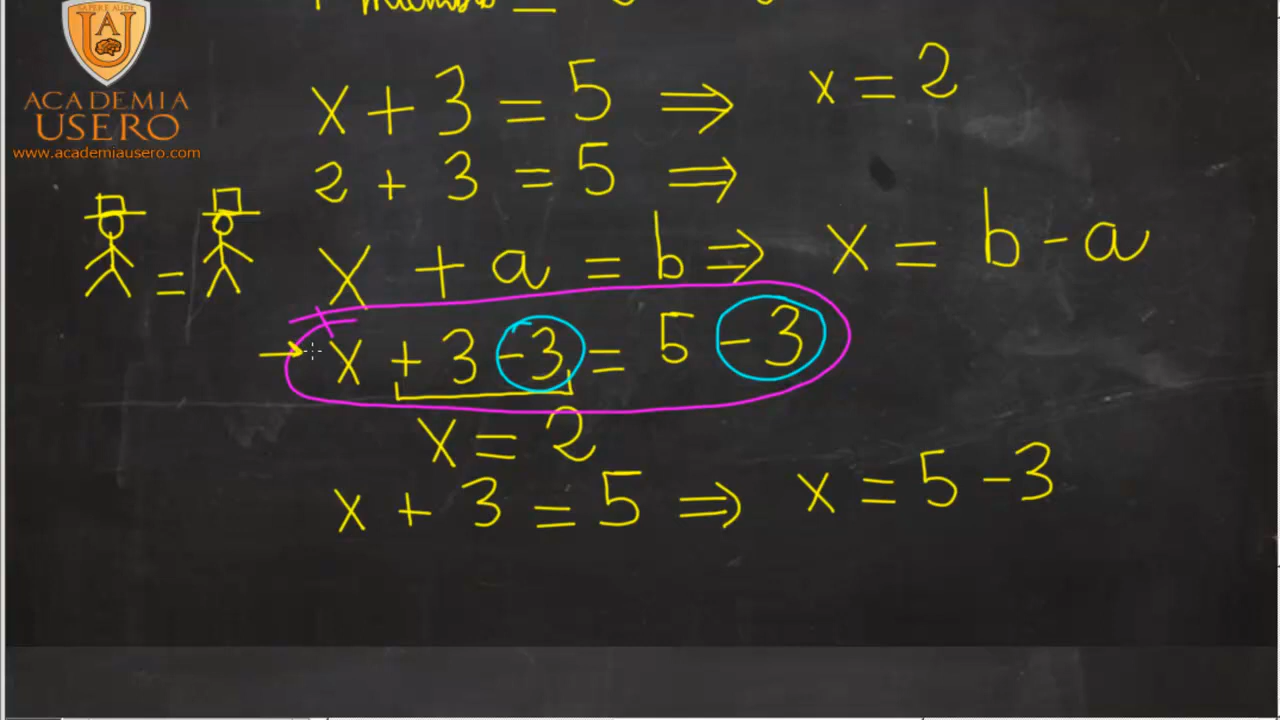 SAPERE AUDE
UA
ACADEMIA
USERO
www.academiausero.com
x + 3 = 5 ⇒ x = 2
2 + 3 = 5 ⇒
=
x + a = b ⇒ x = b - a
x + 3 - 3 = 5 - 3
x = 2
x + 3 = 5 ⇒ x = 5 - 3